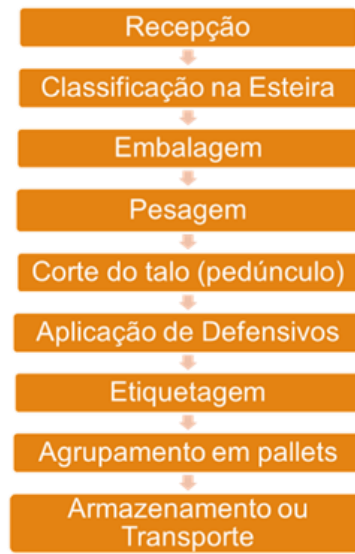 Recepção
Classificação na Esteira
Embalagem
Pesagem
Corte do talo (pedúnculo)
Aplicação de Defensivos
Etiquetagem
Agrupamento em pallets
Armazenamento ou
Transporte